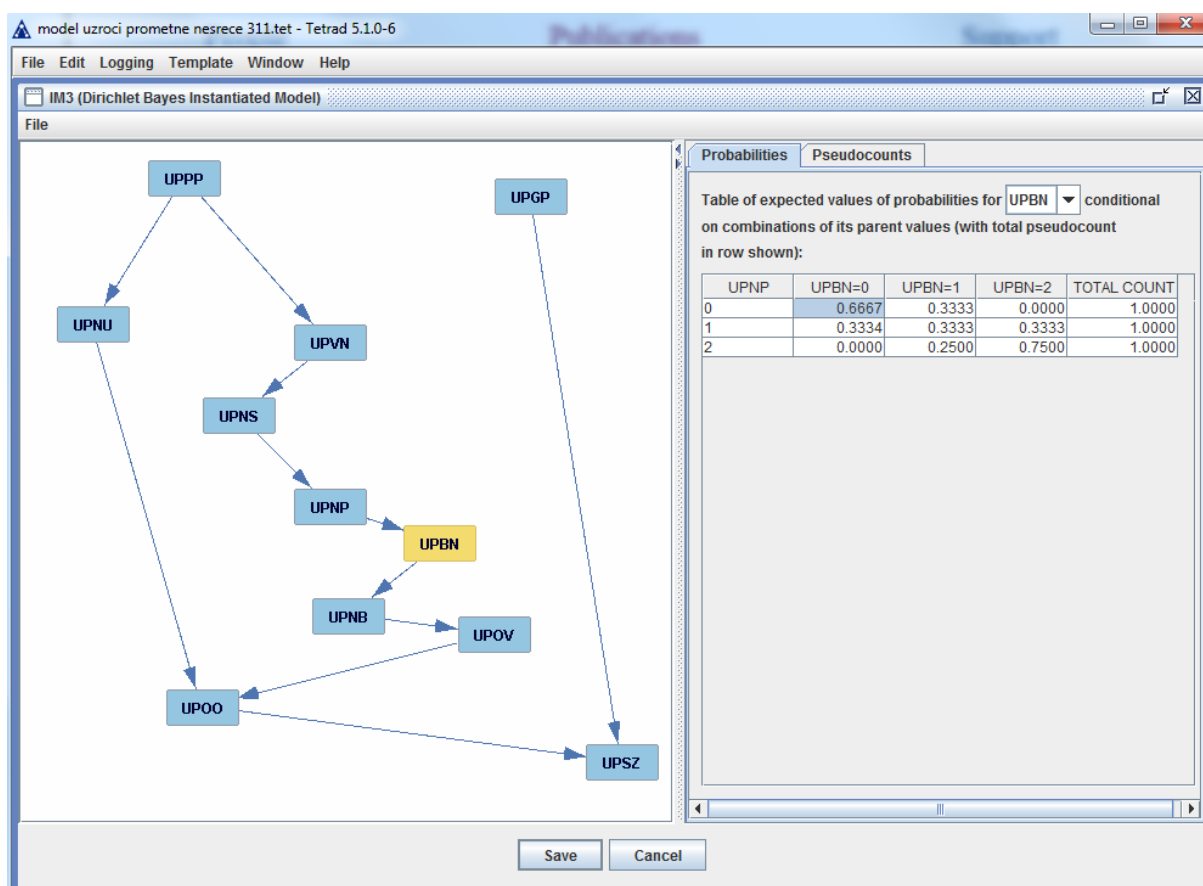 Publications Support
model uzroci prometne nesrece 311.tet - Tetrad 5.1.0-6
File Edit Logging Template Window Help
IM3 (Dirichlet Bayes Instantiated Model)
File
UPPP
UPGP
UPNU
UPVN
UPNS
UPNP
UPBN
UPNB
UPOV
UPOO
UPSZ
Probabilities Pseudocounts
Table of expected values of probabilities for UPBN conditional
on combinations of its parent values (with total pseudocount
in row shown):
UPNP UPBN=0 UPBN=1 UPBN=2 TOTAL COUNT
0 0.6667 0.3333 0.0000 1.0000
1 0.3334 0.3333 0.3333 1.0000
2 0.0000 0.2500 0.7500 1.0000
Save Cancel